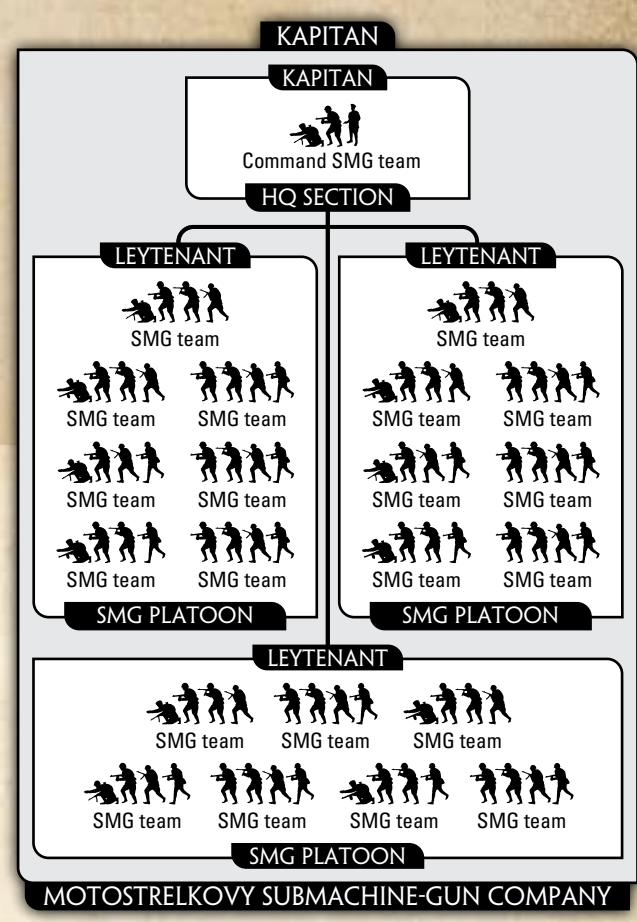 KAPITAN
KAPITAN
Command SMG team
HQ SECTION
LEYTENANT
SMG team
SMG team SMG team
SMG team SMG team
SMG team SMG team
SMG PLATOON
LEYTENANT
SMG team
SMG team SMG team
SMG team SMG team
SMG team SMG team
SMG PLATOON
LEYTENANT
SMG team SMG team SMG team
SMG team SMG team SMG team SMG team
SMG PLATOON
MOTOSTRELKOVY SUBMACHINE-GUN COMPANY